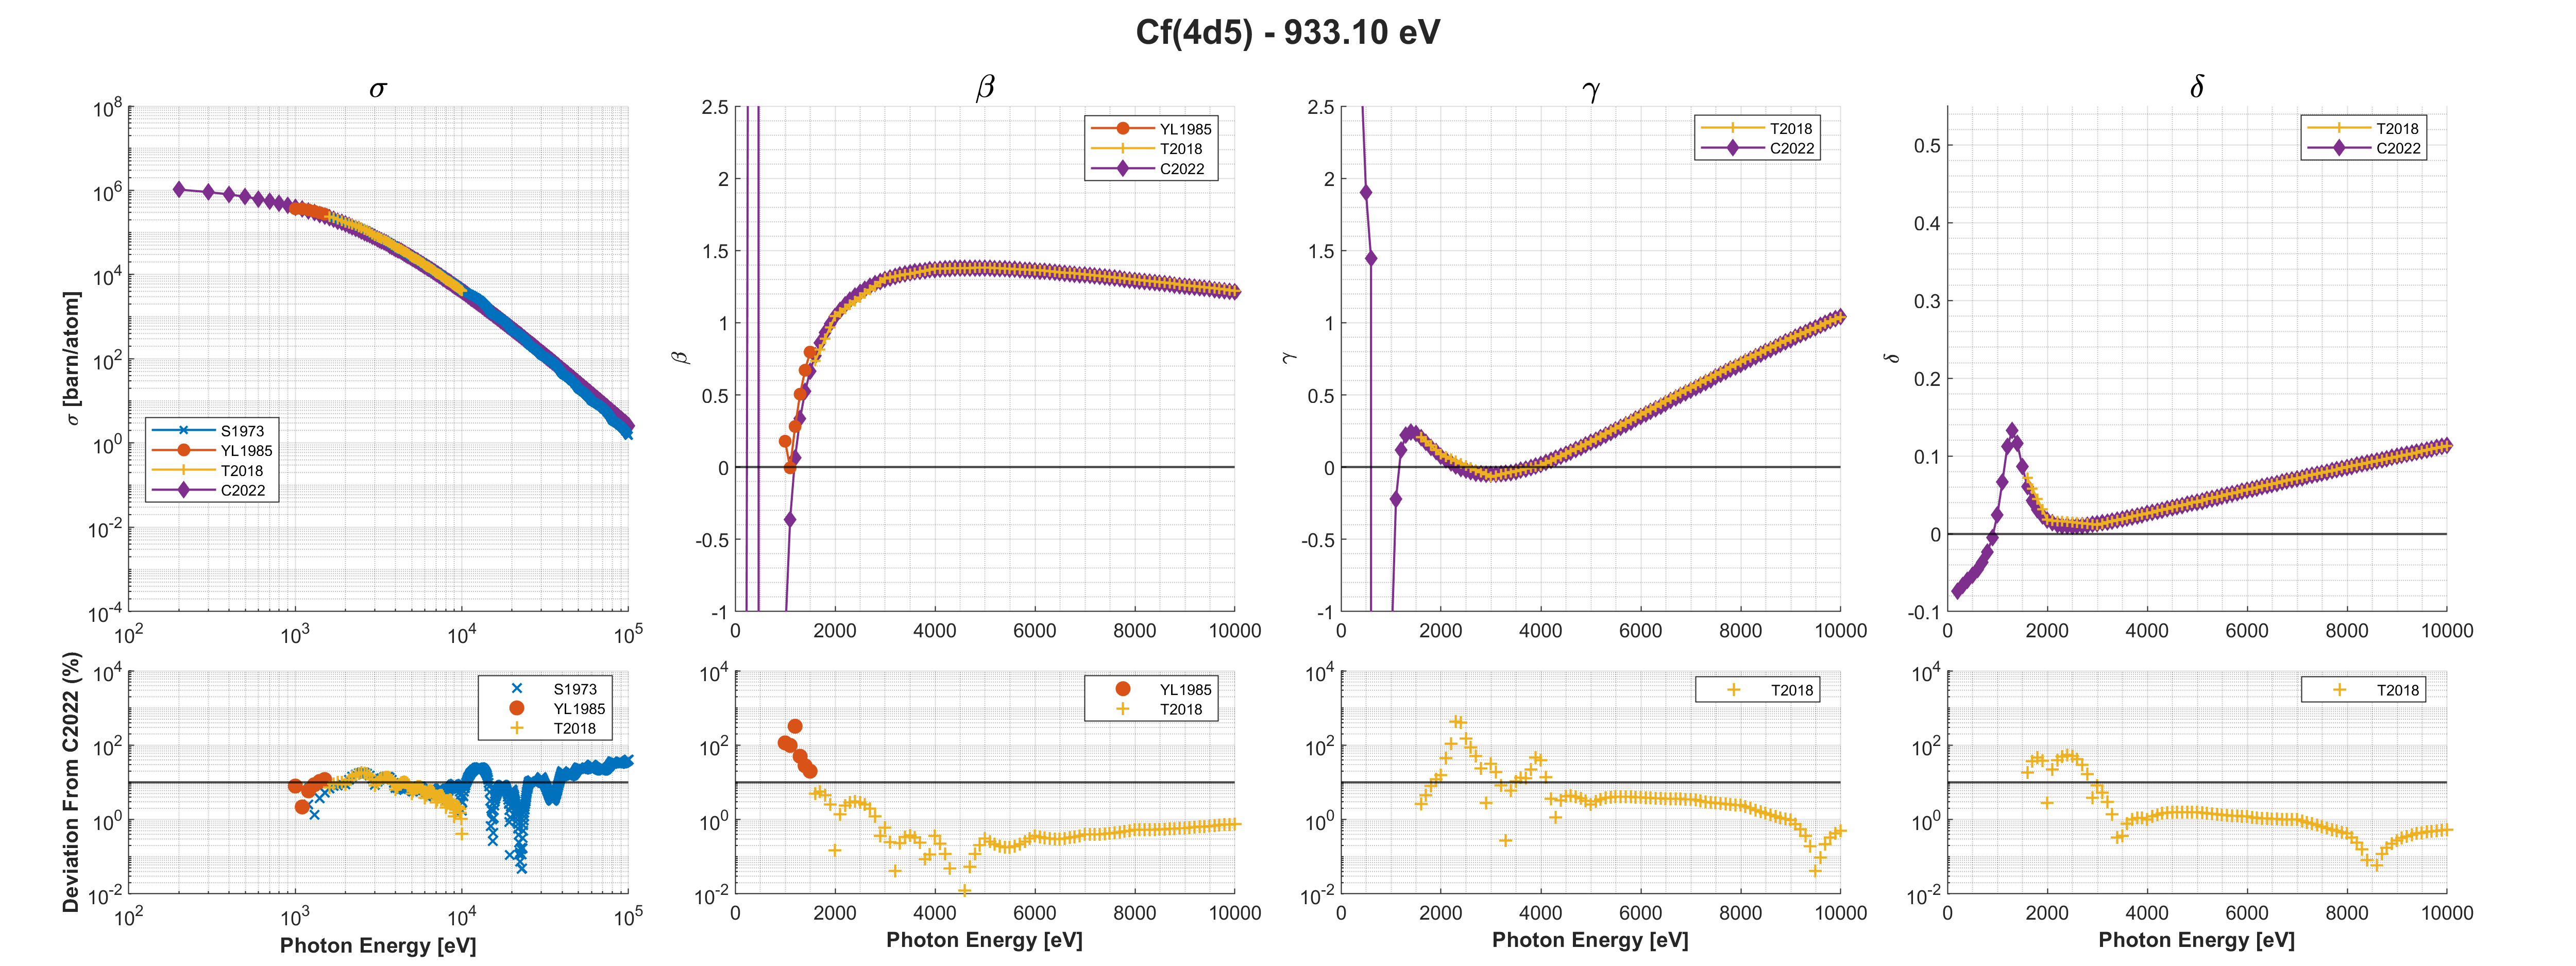 Cf(4d5) - 933.10 eV
σ
σ [barn/atom]
10^8
10^6
10^4
10^2
10^0
10^-2
10^-4
10^2
10^3
10^4
10^5
S1973
YL1985
T2018
C2022
β
β
2.5
2
1.5
1
0.5
0
-0.5
-1
0
2000
4000
6000
8000
10000
YL1985
T2018
C2022
γ
γ
2.5
2
1.5
1
0.5
0
-0.5
-1
0
2000
4000
6000
8000
10000
T2018
C2022
δ
δ
0.5
0.4
0.3
0.2
0.1
0
-0.1
0
2000
4000
6000
8000
10000
T2018
C2022
Deviation From C2022 (%)
10^4
10^2
10^0
10^-2
10^2
10^3
10^4
10^5
Photon Energy [eV]
S1973
YL1985
T2018
10^4
10^2
10^0
10^-2
0
2000
4000
6000
8000
10000
Photon Energy [eV]
YL1985
T2018
10^4
10^2
10^0
10^-2
0
2000
4000
6000
8000
10000
Photon Energy [eV]
T2018
10^4
10^2
10^0
10^-2
0
2000
4000
6000
8000
10000
Photon Energy [eV]
T2018